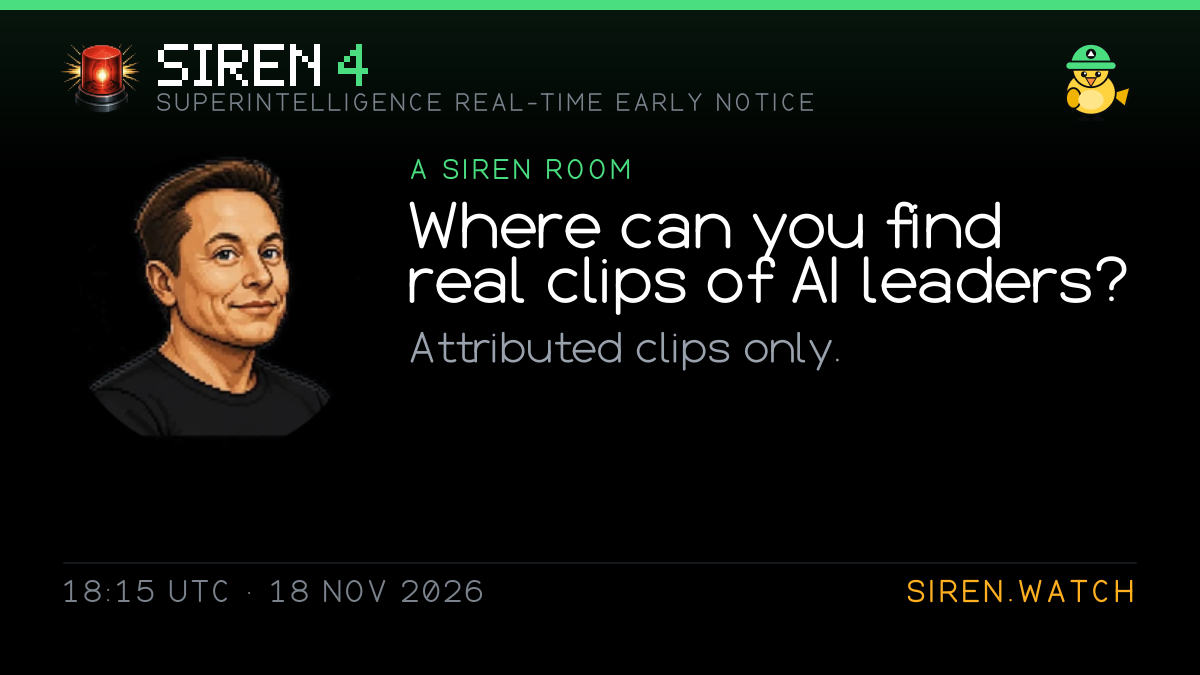 SIREN 4
SUPERINTELLIGENCE REAL-TIME EARLY NOTICE
A SIREN ROOM
Where can you find
real clips of AI leaders?
Attributed clips only.
18:15 UTC · 18 NOV 2026
SIREN.WATCH